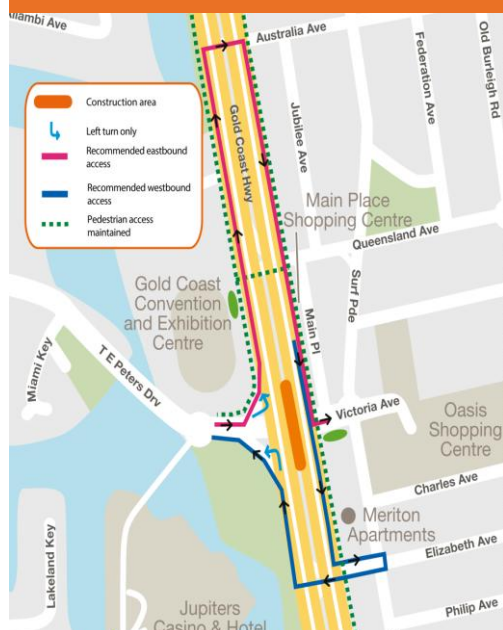 llambi Ave
Australia Ave
Federation Ave
Old Burleigh Rd
Construction area
Left turn only
Recommended eastbound
access
Recommended westbound
access
Pedestrian access
maintained
Gold Coast Hwy
Jubilee Ave
Main Place
Shopping Centre
Queensland Ave
Gold Coast
Convention
and Exhibition
Centre
Main Pl
Surf Pde
Miami Key
T E Peters Drv
Victoria Ave
Oasis
Shopping
Centre
Charles Ave
Meriton
Apartments
Elizabeth Ave
Lakeland Key
Jupiters
Casino & Hotel
Philip Ave